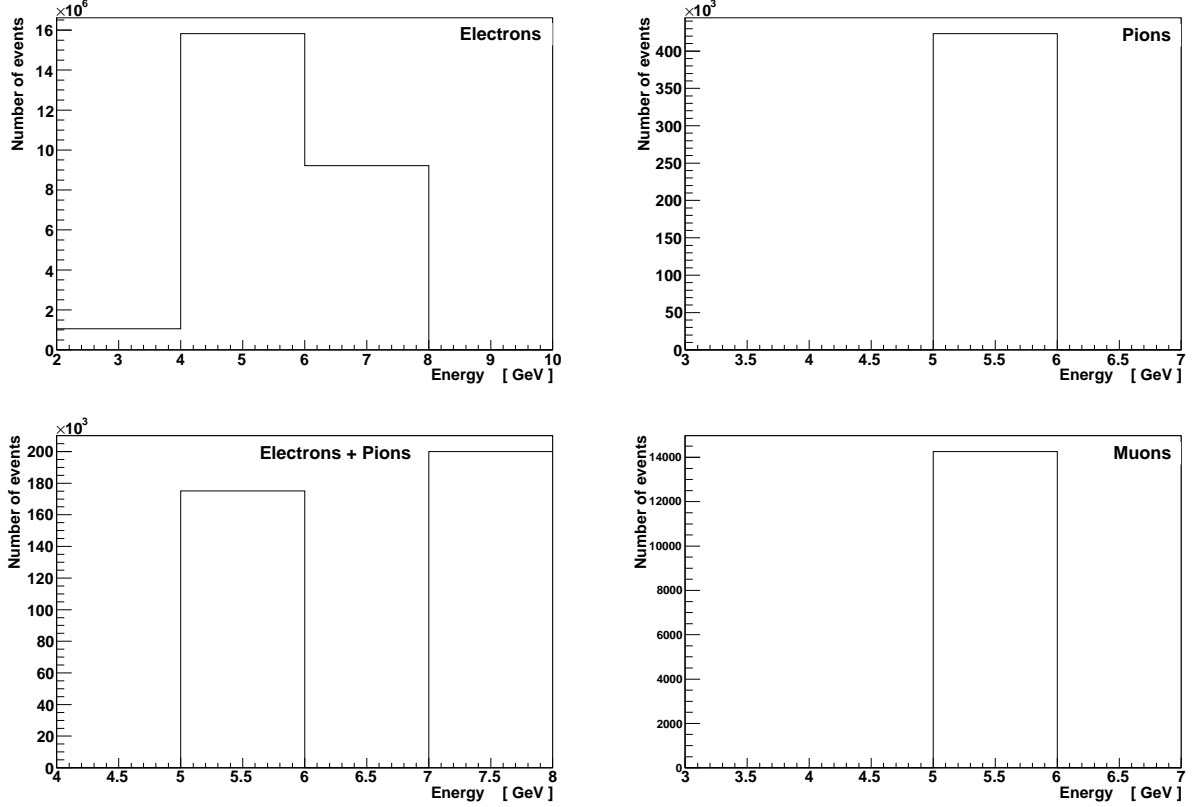 ×10⁶
Electrons
Number of events
16
14
12
10
8
6
4
2
0
2 3 4 5 6 7 8 9 10
Energy [ GeV ]
×10³
Pions
Number of events
400
350
300
250
200
150
100
50
0
3 3.5 4 4.5 5 5.5 6 6.5 7
Energy [ GeV ]
×10³
Electrons + Pions
Number of events
200
180
160
140
120
100
80
60
40
20
0
4 4.5 5 5.5 6 6.5 7 7.5 8
Energy [ GeV ]
Muons
Number of events
14000
12000
10000
8000
6000
4000
2000
0
3 3.5 4 4.5 5 5.5 6 6.5 7
Energy [ GeV ]